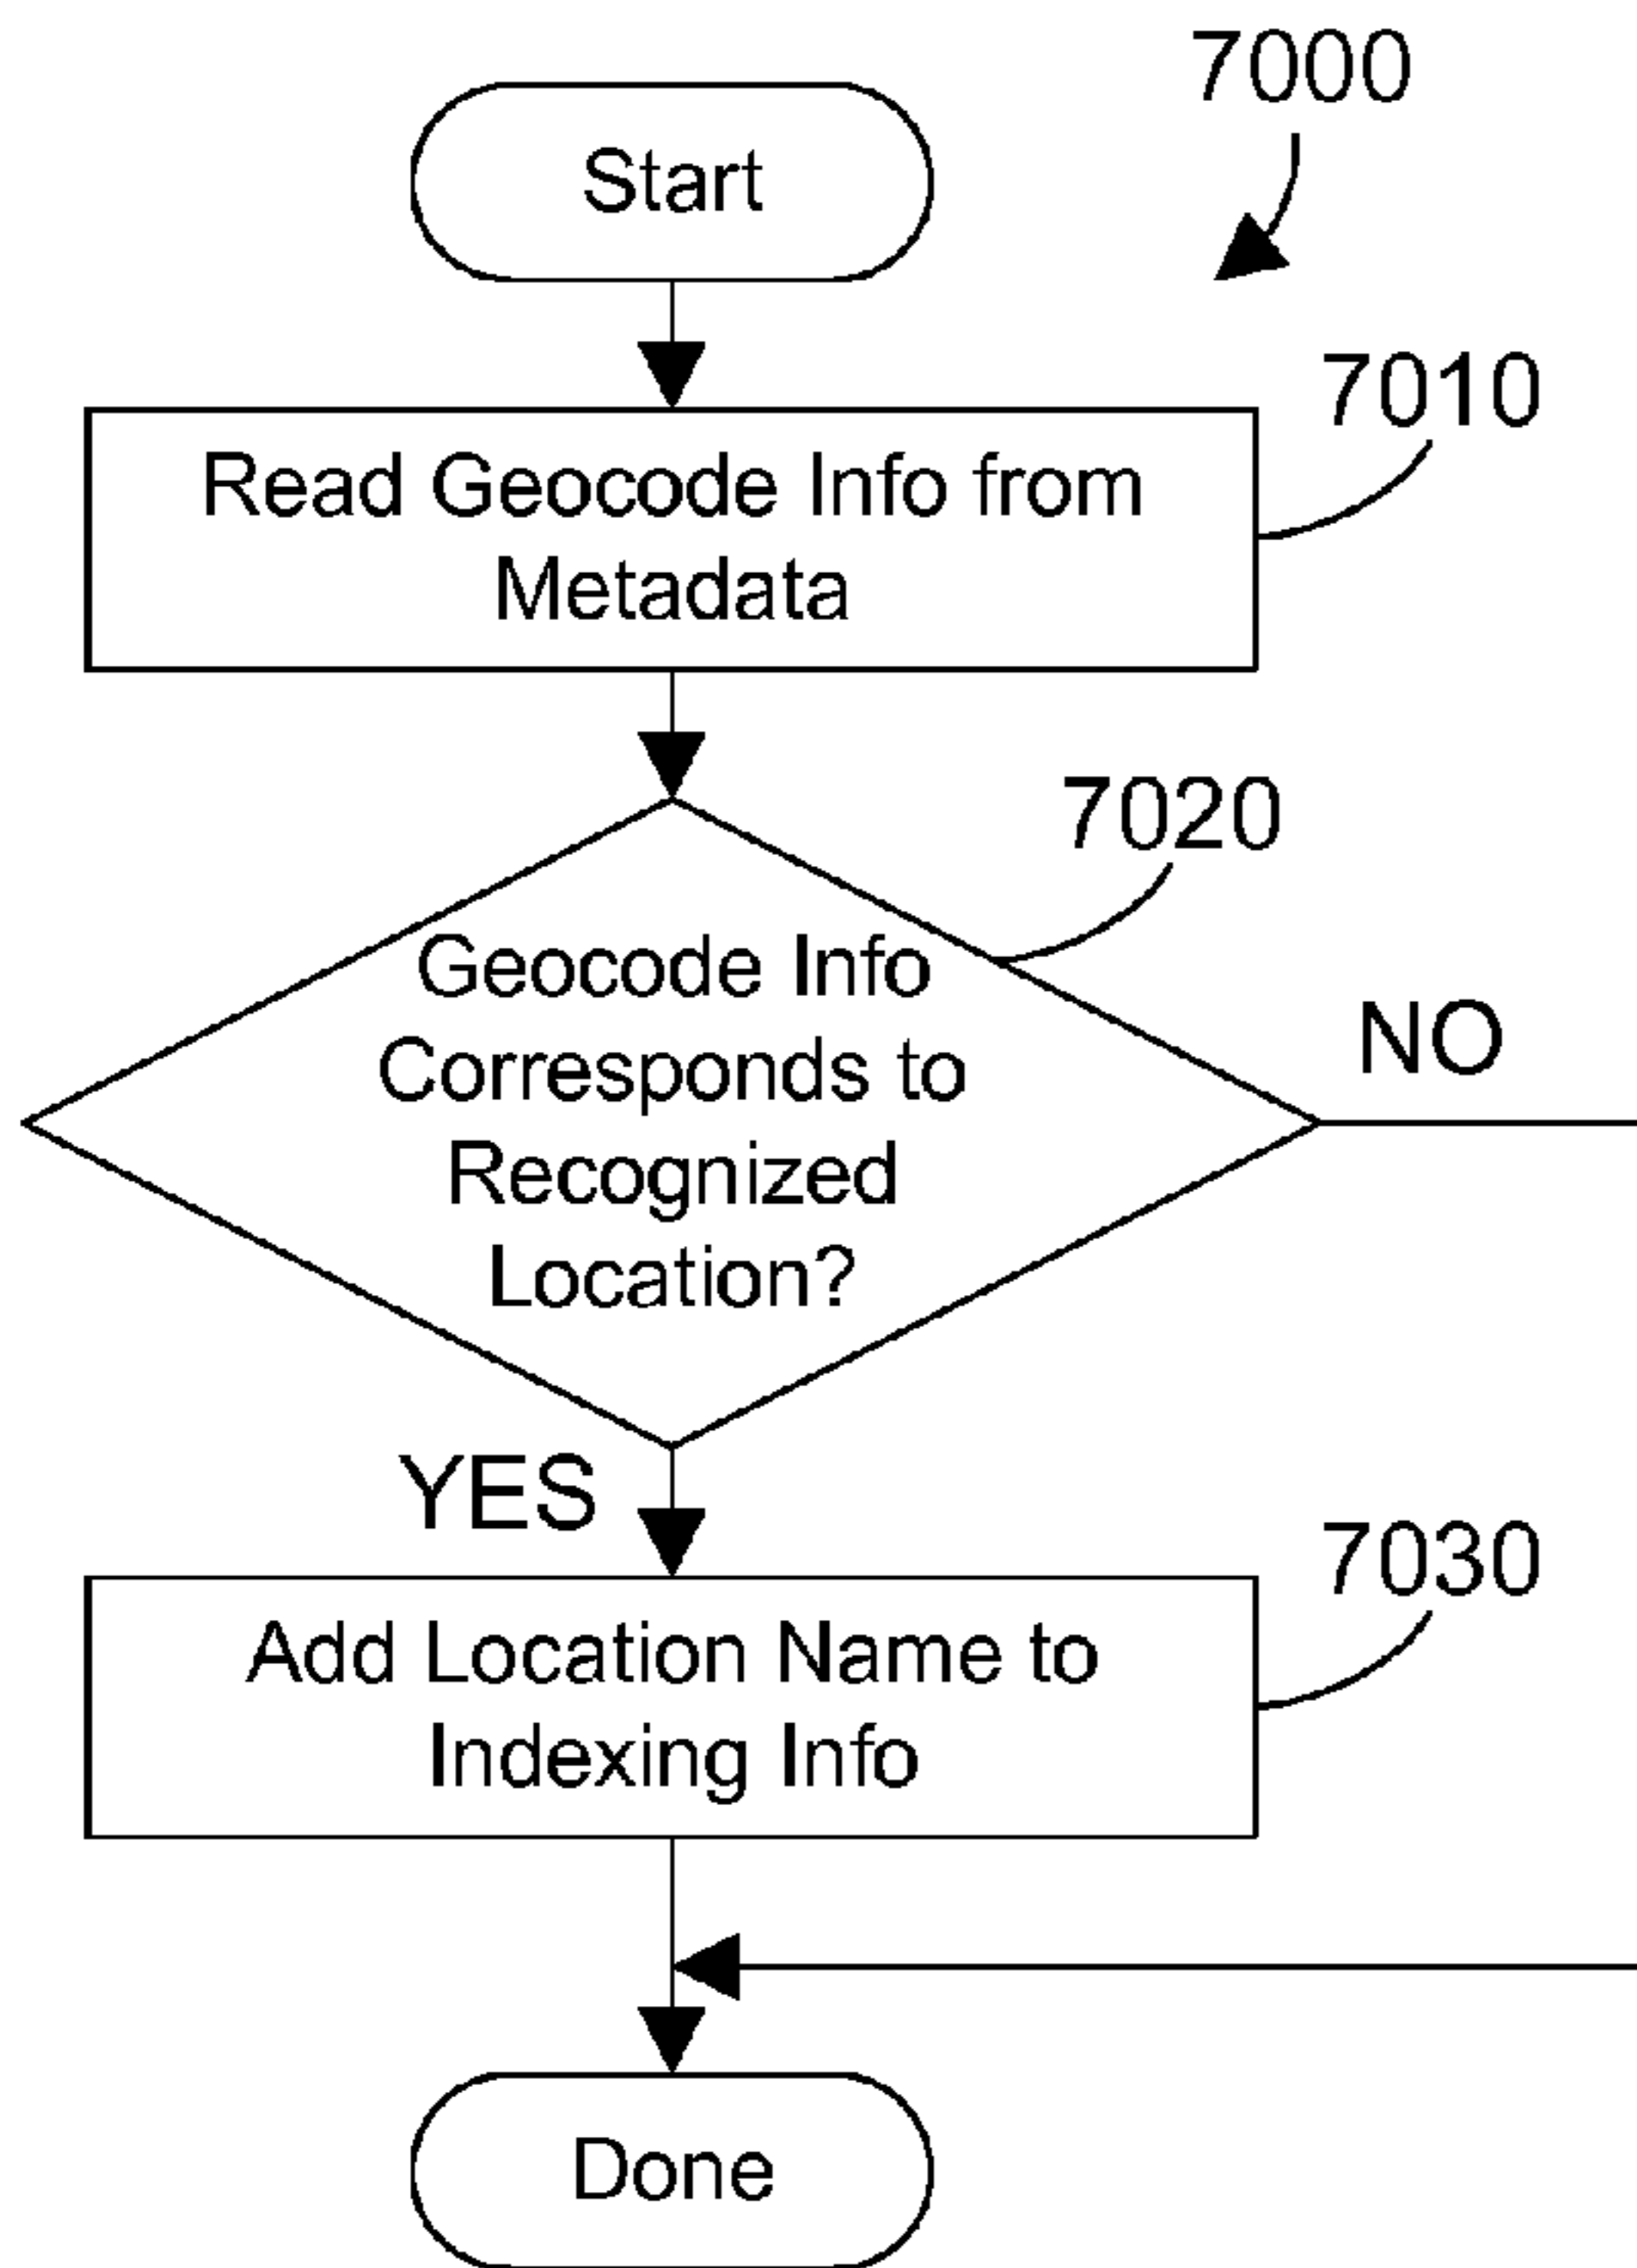 7000
Start
7010
Read Geocode Info from
Metadata
7020
Geocode Info
Corresponds to
Recognized
Location?
NO
YES
7030
Add Location Name to
Indexing Info
Done